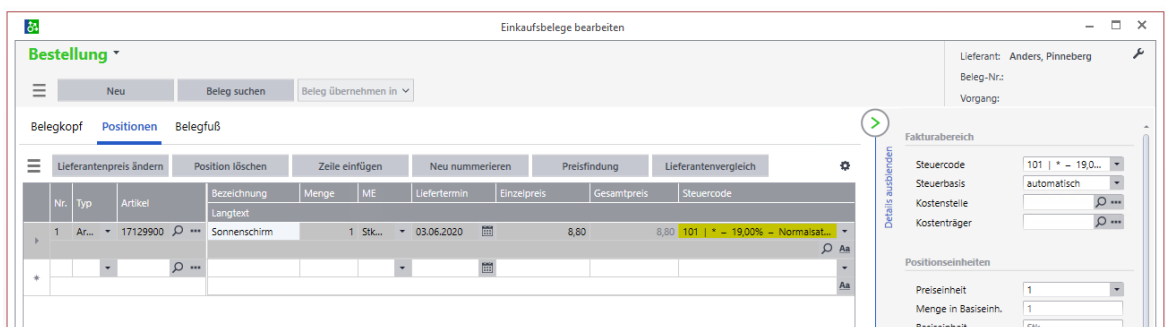 Einkaufsbelege bearbeiten
Bestellung
Lieferant: Anders, Pinneberg
Beleg-Nr.:
Vorgang:
Neu Beleg suchen Beleg übernehmen in
Belegkopf Positionen Belegfuß
Lieferantenpreis ändern Position löschen Zeile einfügen Neu nummerieren Preisfindung Lieferantenvergleich
Nr. Typ Artikel Bezeichnung Menge ME Liefertermin Einzelpreis Gesamtpreis Steuercode
Langtext
1 Ar... 17129900 ... Sonnenschirm 1 Stk... 03.06.2020 8,80 8,80 101 | * – 19,00% – Normalsat...
Aa
...
Aa
Details ausblenden
Fakturabereich
Steuercode 101 | * – 19,0...
Steuerbasis automatisch
Kostenstelle ...
Kostenträger ...
Positionseinheiten
Preiseinheit 1
Menge in Basiseinh. 1
Basiseinheit Stk